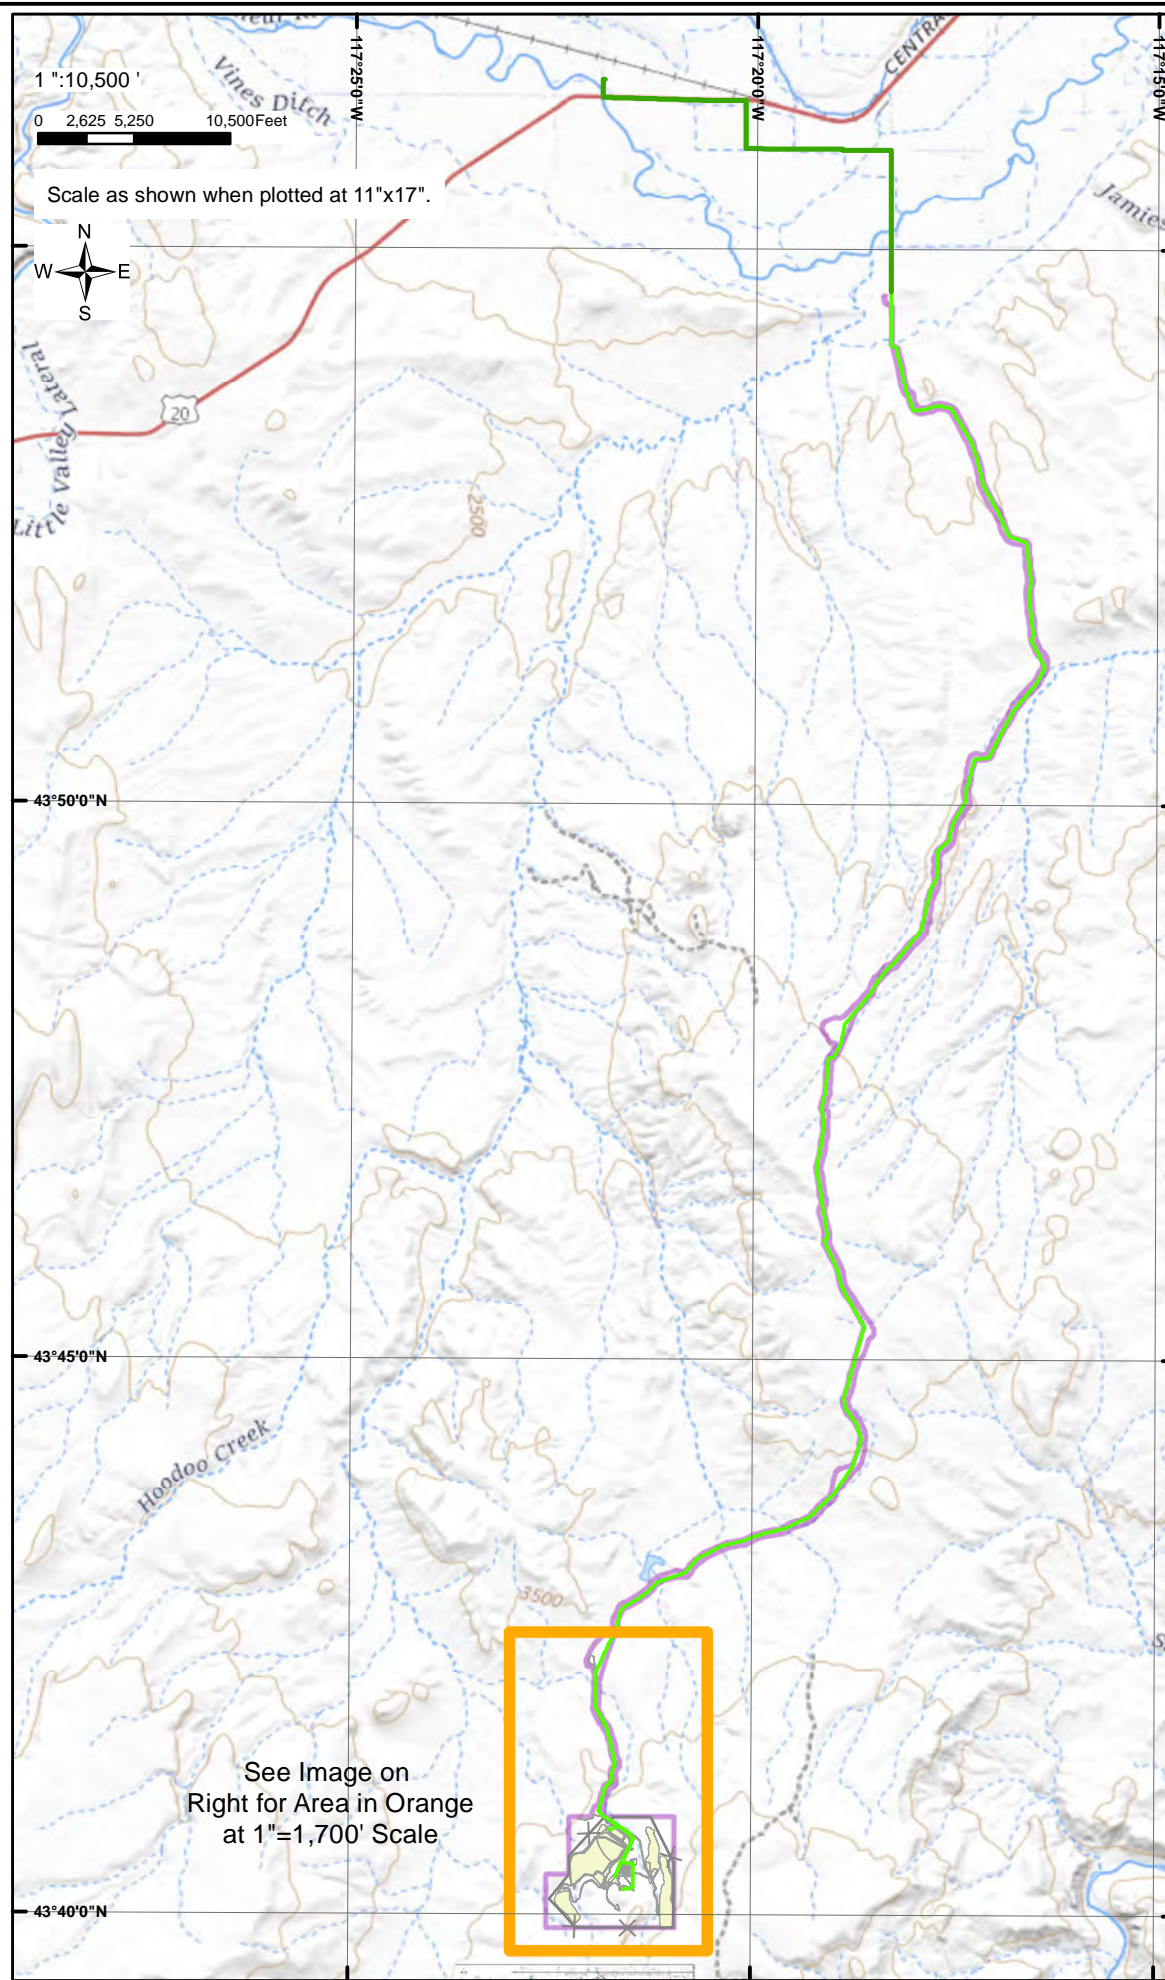 117°25'0"W
117°20'0"W
117°15'0"W
CENTRA
1 ":10,500 '
Vines Ditch
0 2,625 5,250 10,500Feet
Scale as shown when plotted at 11"x17".
Jamies
N
W E
S
20
Little Valley Lateral
2500
43°50'0"N
43°45'0"N
Hoodoo Creek
3500
See Image on
Right for Area in Orange
at 1"=1,700' Scale
43°40'0"N